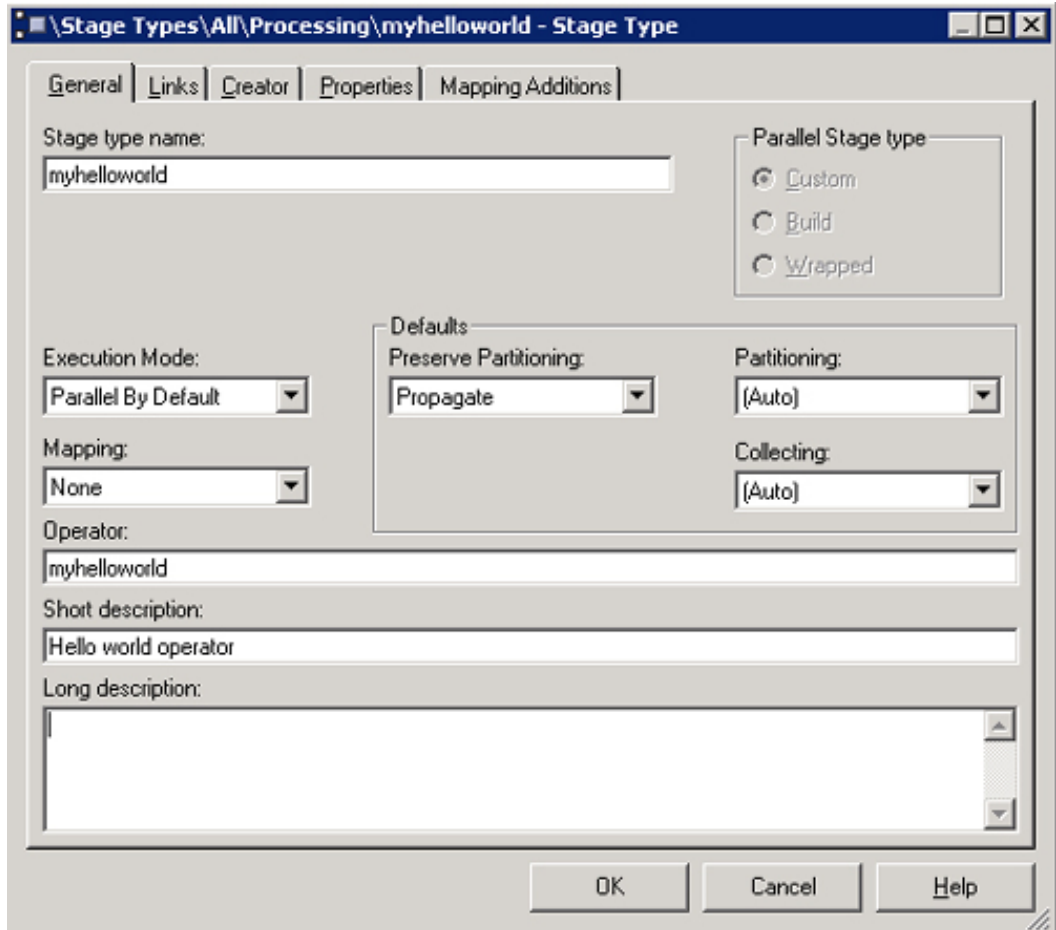 \Stage Types\All\Processing\myhelloworld - Stage Type
General Links Creator Properties Mapping Additions
Stage type name:
myhelloworld
Parallel Stage type
Custom
Build
Wrapped
Defaults
Execution Mode:
Parallel By Default
Preserve Partitioning:
Propagate
Partitioning:
(Auto)
Mapping:
None
Collecting:
(Auto)
Operator:
myhelloworld
Short description:
Hello world operator
Long description:
OK Cancel Help